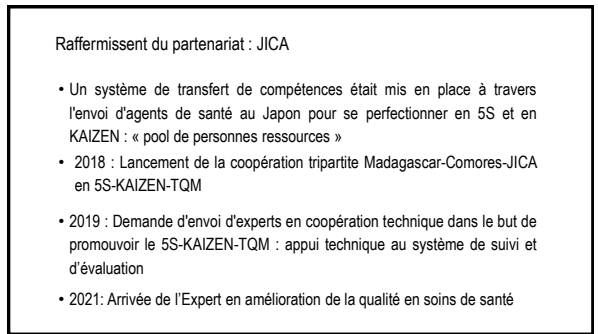 Raffermissent du partenariat : JICA
• Un système de transfert de compétences était mis en place à travers
l'envoi d'agents de santé au Japon pour se perfectionner en 5S et en
KAIZEN : « pool de personnes ressources »
• 2018 : Lancement de la coopération tripartite Madagascar-Comores-JICA
en 5S-KAIZEN-TQM
• 2019 : Demande d'envoi d'experts en coopération technique dans le but de
promouvoir le 5S-KAIZEN-TQM : appui technique au système de suivi et
d’évaluation
• 2021: Arrivée de l’Expert en amélioration de la qualité en soins de santé